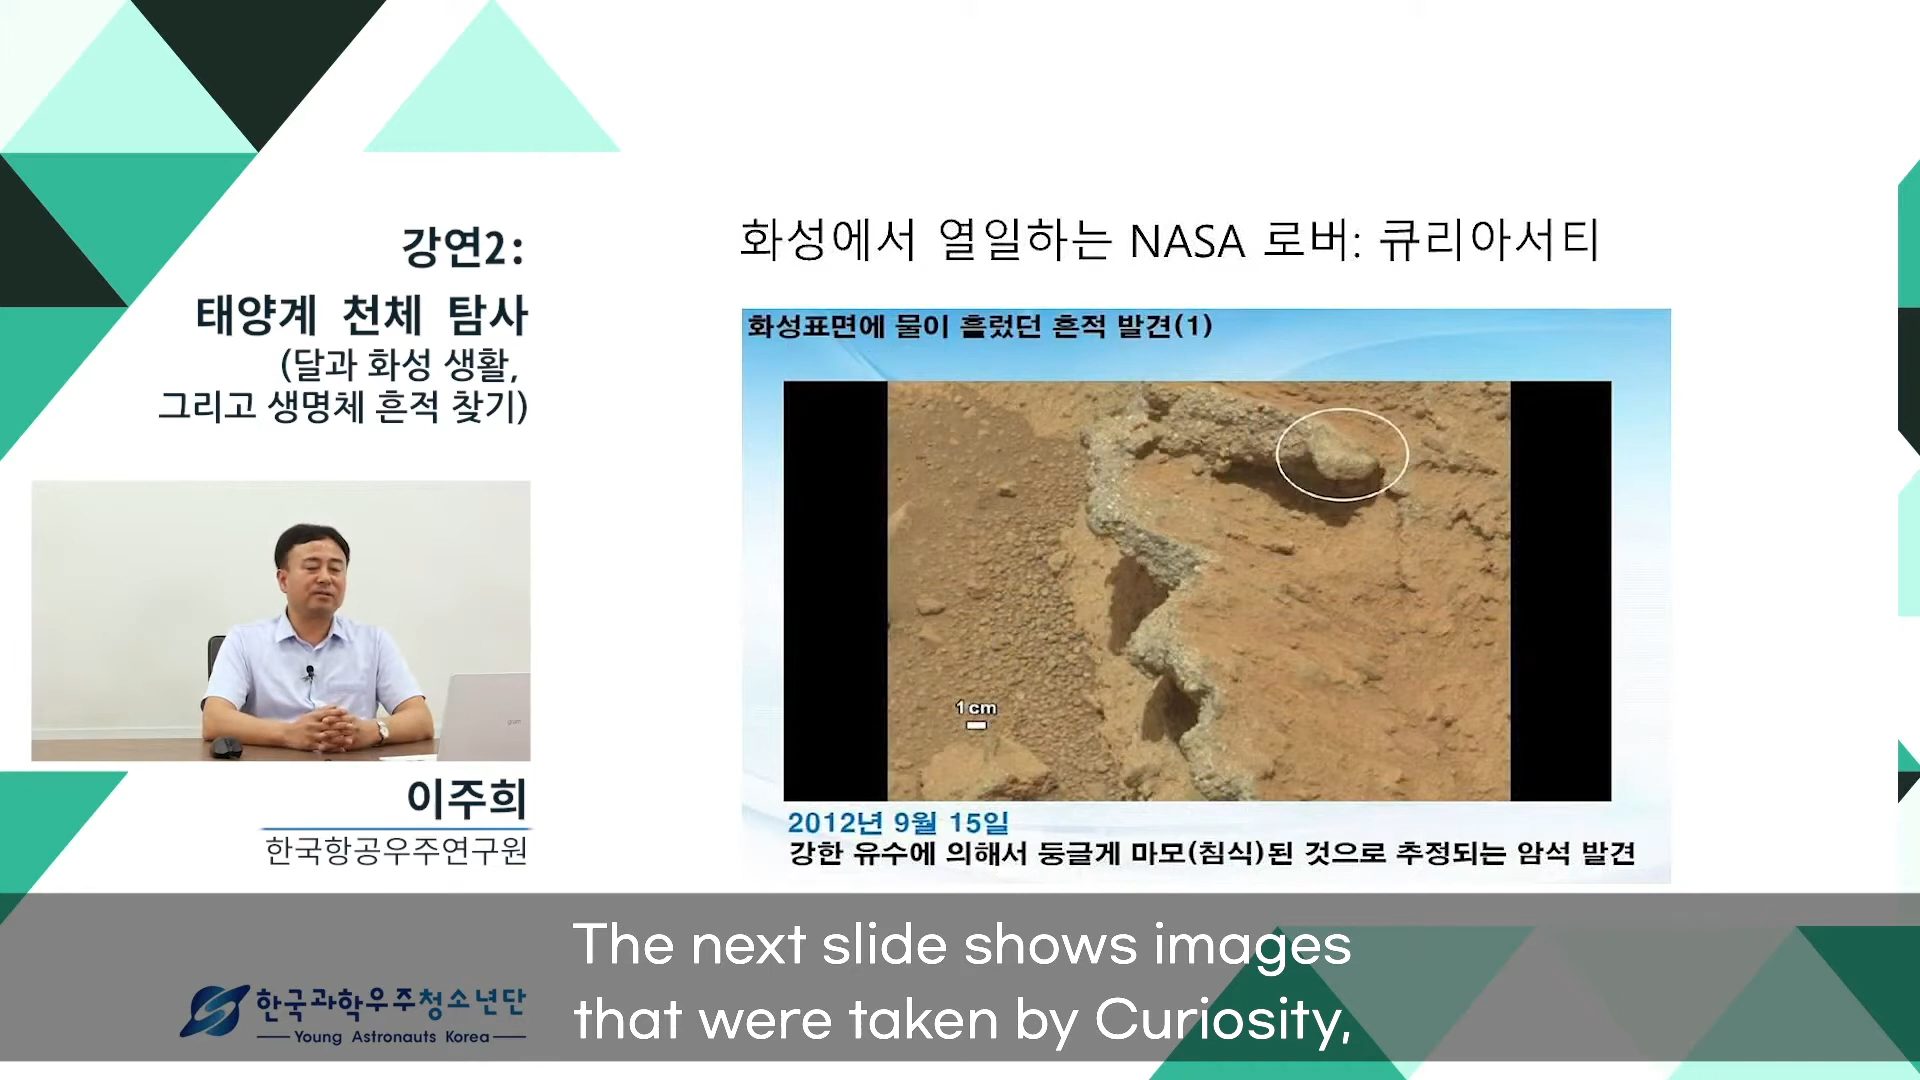 강연2:
태양계 천체 탐사
(달과 화성 생활,
그리고 생명체 흔적 찾기)
이주희
한국항공우주연구원
화성에서 열일하는 NASA 로버: 큐리아서티
화성표면에 물이 흘렀던 흔적 발견(1)
1 cm
2012년 9월 15일
강한 유수에 의해서 둥글게 마모(침식)된 것으로 추정되는 암석 발견
한국과학우주청소년단
Young Astronauts Korea
The next slide shows images
that were taken by Curiosity,